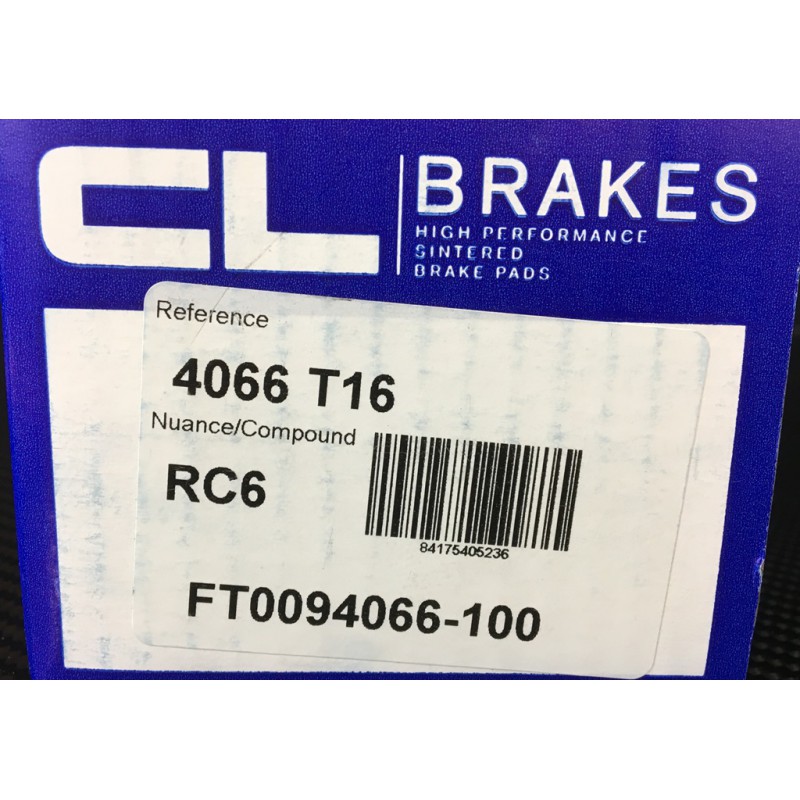 CL BRAKES
HIGH PERFORMANCE
SINTERED
BRAKE PADS
Reference
4066 T16
Nuance/Compound
RC6
84175405236
FT0094066-100